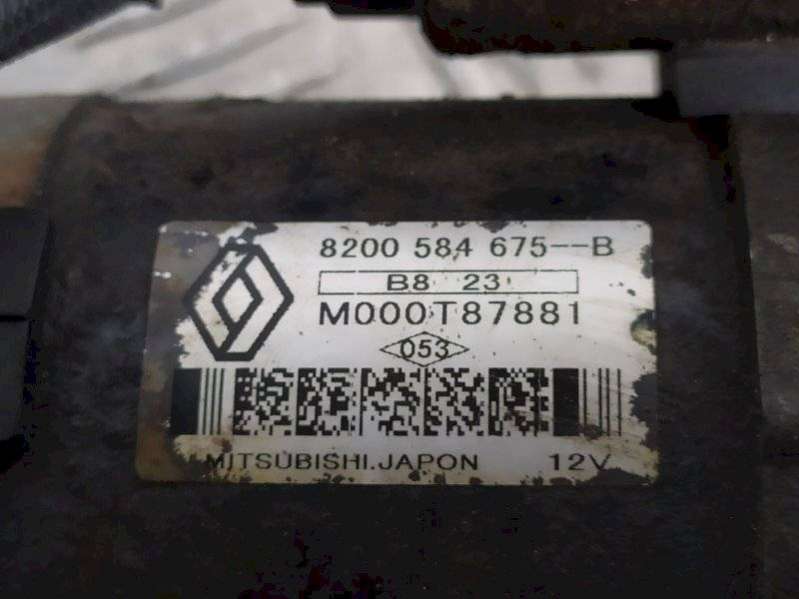 8200 584 675--B
B8 23
M000T87881
053
MITSUBISHI.JAPON 12V